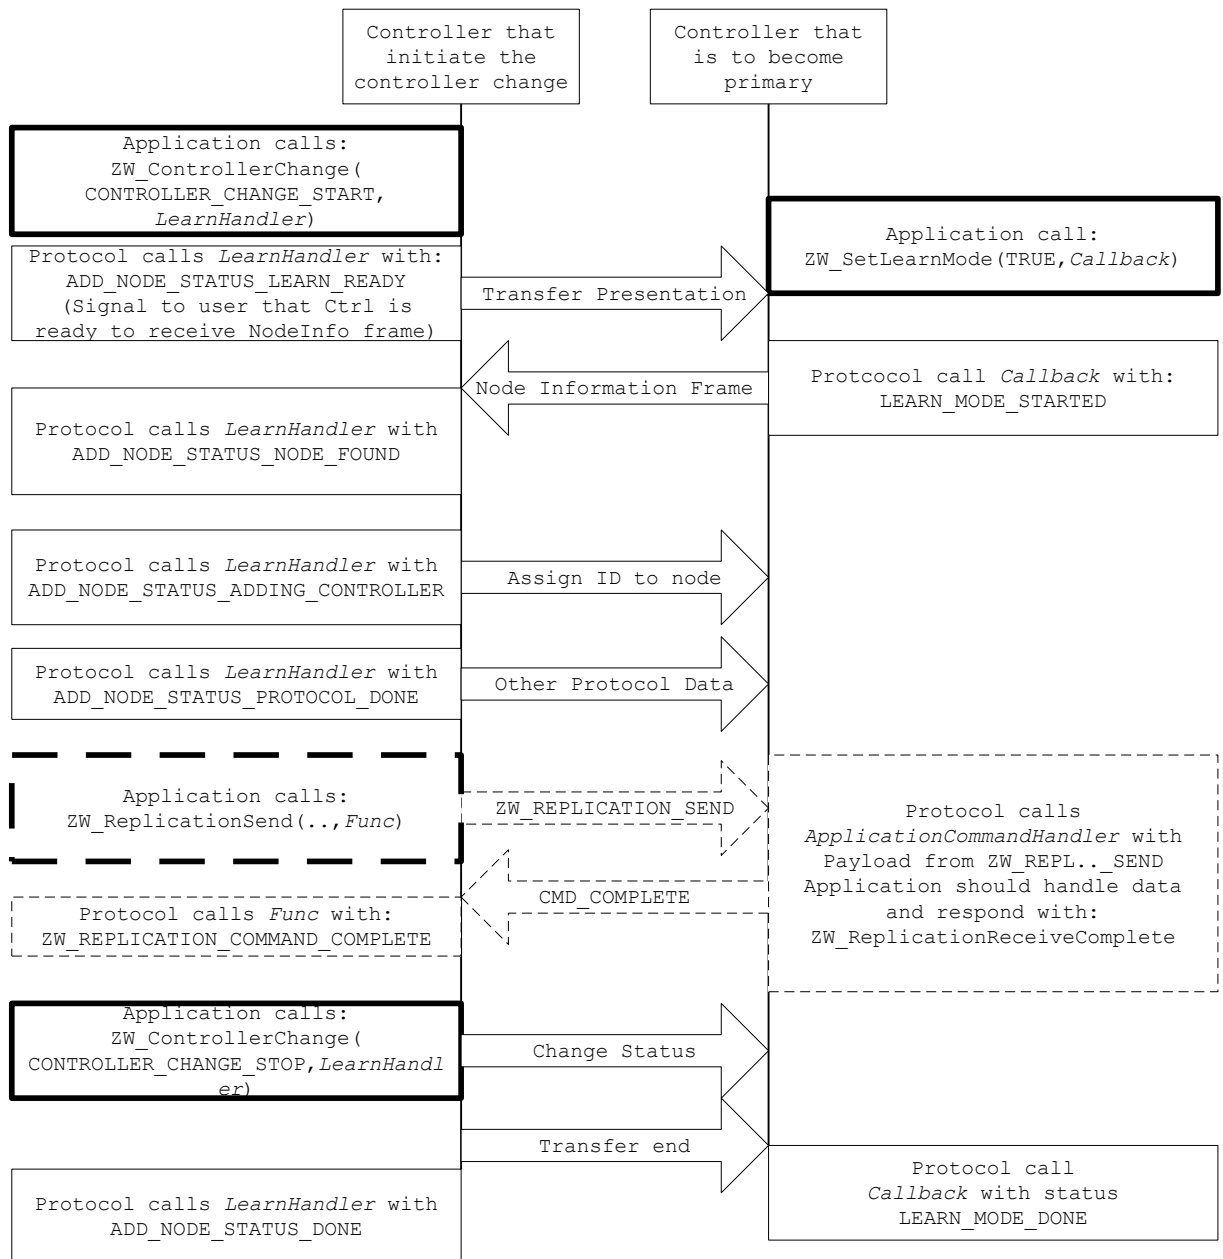 Controller that
initiate the
controller change
Controller that
is to become
primary
Application calls:
ZW_ControllerChange(
CONTROLLER_CHANGE_START,
LearnHandler)
Application call:
ZW_SetLearnMode(TRUE,Callback)
Protocol calls LearnHandler with:
ADD_NODE_STATUS_LEARN_READY
(Signal to user that Ctrl is
ready to receive NodeInfo frame)
Transfer Presentation
Node Information Frame
Protcocol call Callback with:
LEARN_MODE_STARTED
Protocol calls LearnHandler with
ADD_NODE_STATUS_NODE_FOUND
Protocol calls LearnHandler with
ADD_NODE_STATUS_ADDING_CONTROLLER
Assign ID to node
Protocol calls LearnHandler with
ADD_NODE_STATUS_PROTOCOL_DONE
Other Protocol Data
Application calls:
ZW_ReplicationSend(..,Func)
ZW_REPLICATION_SEND
Protocol calls
ApplicationCommandHandler with
Payload from ZW_REPL.._SEND
Application should handle data
and respond with:
ZW_ReplicationReceiveComplete
CMD_COMPLETE
Protocol calls Func with:
ZW_REPLICATION_COMMAND_COMPLETE
Application calls:
ZW_ControllerChange(
CONTROLLER_CHANGE_STOP,LearnHandl
er)
Change Status
Transfer end
Protocol calls LearnHandler with
ADD_NODE_STATUS_DONE
Protocol call
Callback with status
LEARN_MODE_DONE